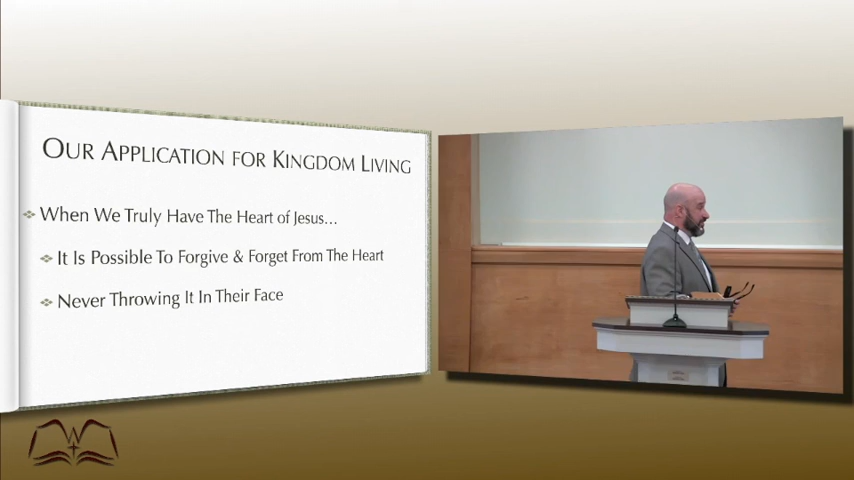 Our Application for Kingdom Living
When We Truly Have The Heart of Jesus...
It Is Possible To Forgive & Forget From The Heart
Never Throwing It In Their Face